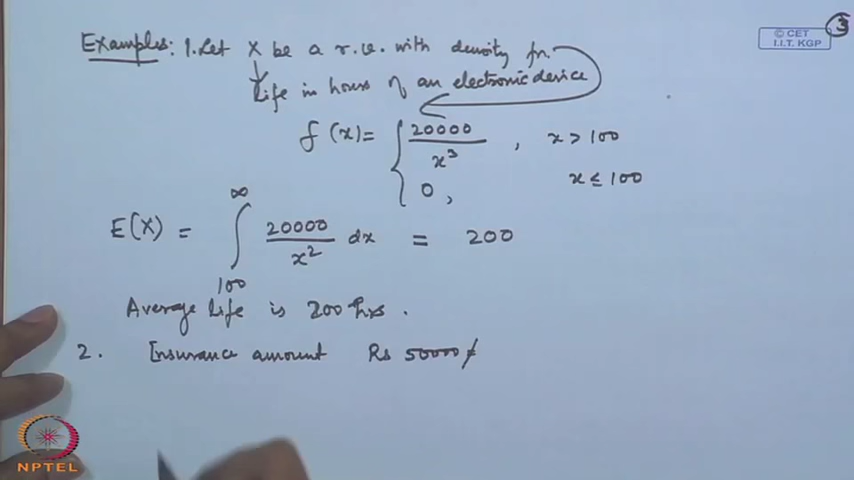 Examples: 1. Let X be a r.v. with density fn.
Life in hours of an electronic device
f(x) = { 20000 / x³ , x > 100
0 , x ≤ 100
E(X) = ∫₁₀₀^∞ 20000 / x² dx = 200
Average life is 200 hrs.
2. Insurance amount Rs 50000/-
© CET
I.I.T. KGP
3
NPTEL